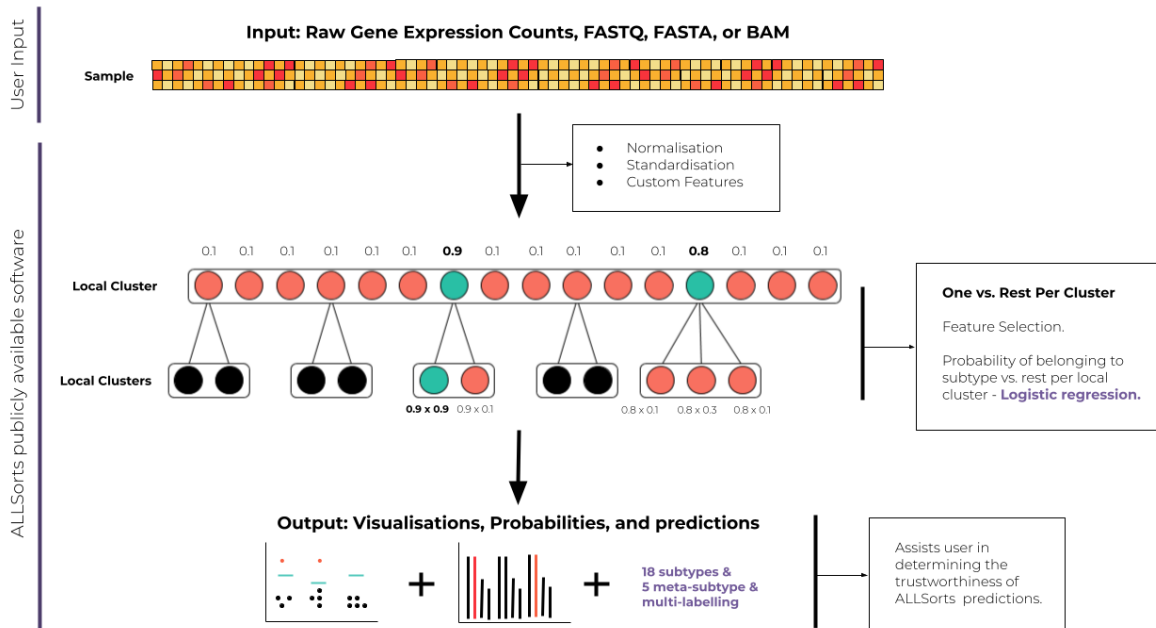 User Input
Input: Raw Gene Expression Counts, FASTQ, FASTA, or BAM
Sample
ALLSorts publicly available software
● Normalisation
● Standardisation
● Custom Features
0.1 0.1 0.1 0.1 0.1 0.1 0.9 0.1 0.1 0.1 0.1 0.1 0.8 0.1 0.1 0.1
Local Cluster
Local Clusters
0.9 x 0.9 0.9 x 0.1 0.8 x 0.1 0.8 x 0.3 0.8 x 0.1
One vs. Rest Per Cluster
Feature Selection.
Probability of belonging to
subtype vs. rest per local
cluster - Logistic regression.
Output: Visualisations, Probabilities, and predictions
+ +
18 subtypes &
5 meta-subtype &
multi-labelling
Assists user in
determining the
trustworthiness of
ALLSorts predictions.